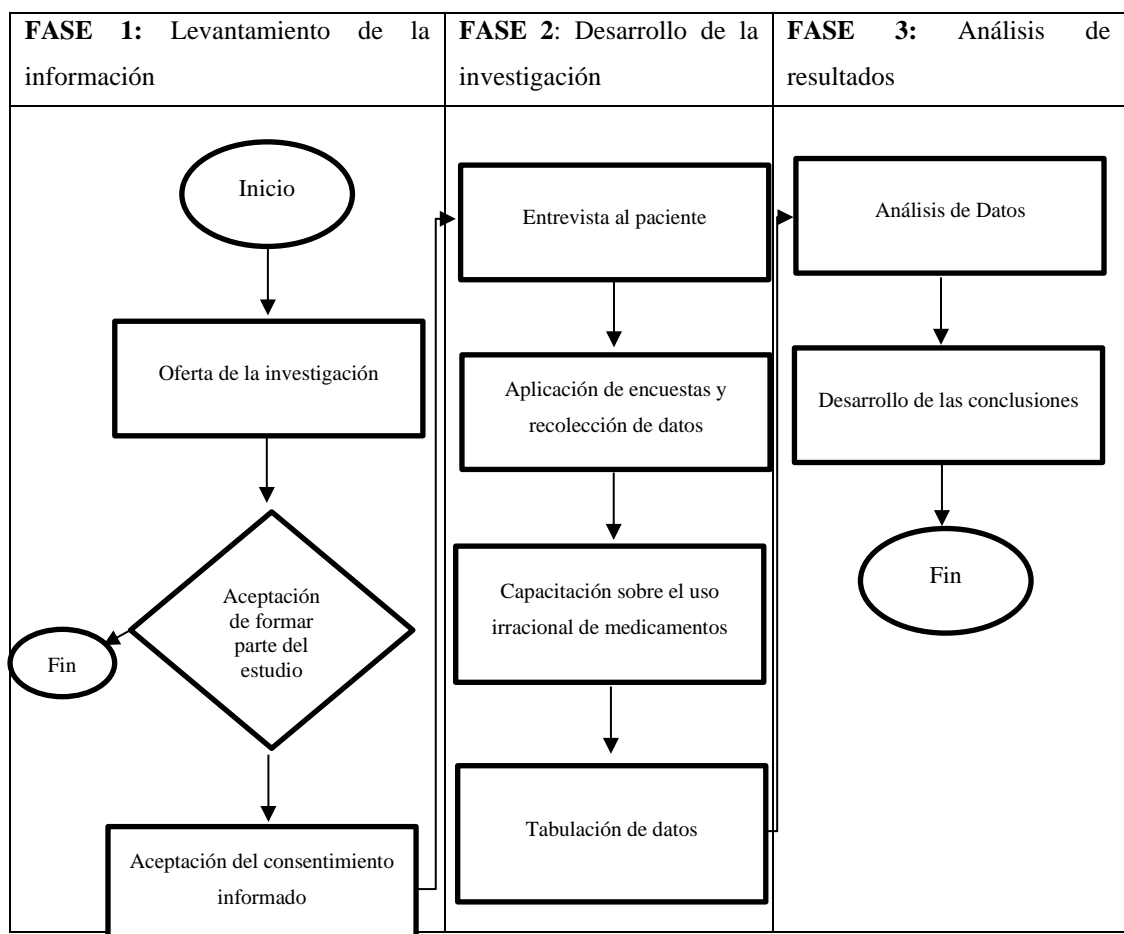 FASE 1: Levantamiento de la
información
Inicio
Oferta de la investigación
Aceptación
de formar
parte del
estudio
Fin
Aceptación del consentimiento
informado
FASE 2: Desarrollo de la
investigación
Entrevista al paciente
Aplicación de encuestas y
recolección de datos
Capacitación sobre el uso
irracional de medicamentos
Tabulación de datos
FASE 3: Análisis de
resultados
Análisis de Datos
Desarrollo de las conclusiones
Fin